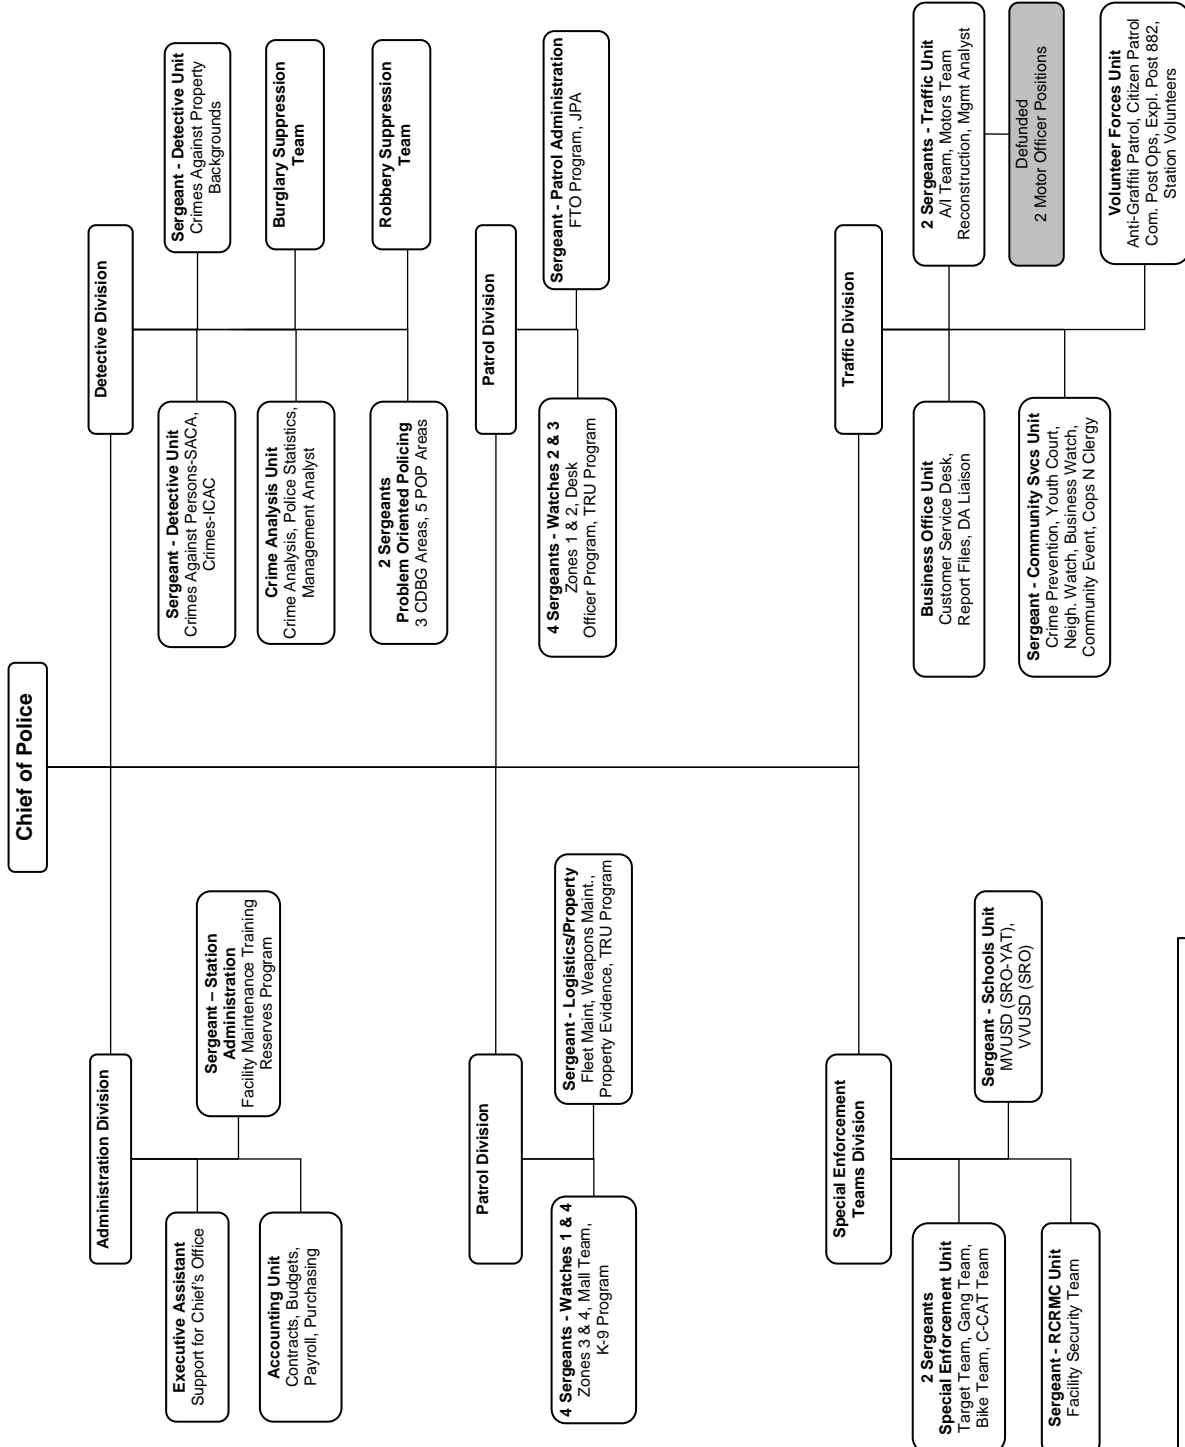 Chief of Police
Administration Division
Executive Assistant
Support for Chief's Office
Sergeant – Station
Administration
Facility Maintenance Training
Reserves Program
Accounting Unit
Contracts, Budgets,
Payroll, Purchasing
Detective Division
Sergeant - Detective Unit
Crimes Against Persons-SACA,
Crimes-ICAC
Sergeant - Detective Unit
Crimes Against Property
Backgrounds
Crime Analysis Unit
Crime Analysis, Police Statistics,
Management Analyst
Burglary Suppression
Team
2 Sergeants
Problem Oriented Policing
3 CDBG Areas, 5 POP Areas
Robbery Suppression
Team
Patrol Division
4 Sergeants - Watches 1 & 4
Zones 3 & 4, Mall Team,
K-9 Program
Sergeant - Logistics/Property
Fleet Maint, Weapons Maint.,
Property Evidence, TRU Program
Patrol Division
4 Sergeants - Watches 2 & 3
Zones 1 & 2, Desk
Officer Program, TRU Program
Sergeant - Patrol Administration
FTO Program, JPA
Special Enforcement
Teams Division
2 Sergeants
Special Enforcement Unit
Target Team, Gang Team,
Bike Team, C-CAT Team
Sergeant - Schools Unit
MVUSD (SRO-YAT),
VVUSD (SRO)
Sergeant - RCRMC Unit
Facility Security Team
Traffic Division
Business Office Unit
Customer Service Desk,
Report Files, DA Liaison
2 Sergeants - Traffic Unit
A/I Team, Motors Team
Reconstruction, Mgmt Analyst
Defunded
2 Motor Officer Positions
Sergeant - Community Svcs Unit
Crime Prevention, Youth Court,
Neigh. Watch, Business Watch,
Community Event, Cops N Clergy
Volunteer Forces Unit
Anti-Graffiti Patrol, Citizen Patrol
Com. Post Ops, Expl. Post 882,
Station Volunteers